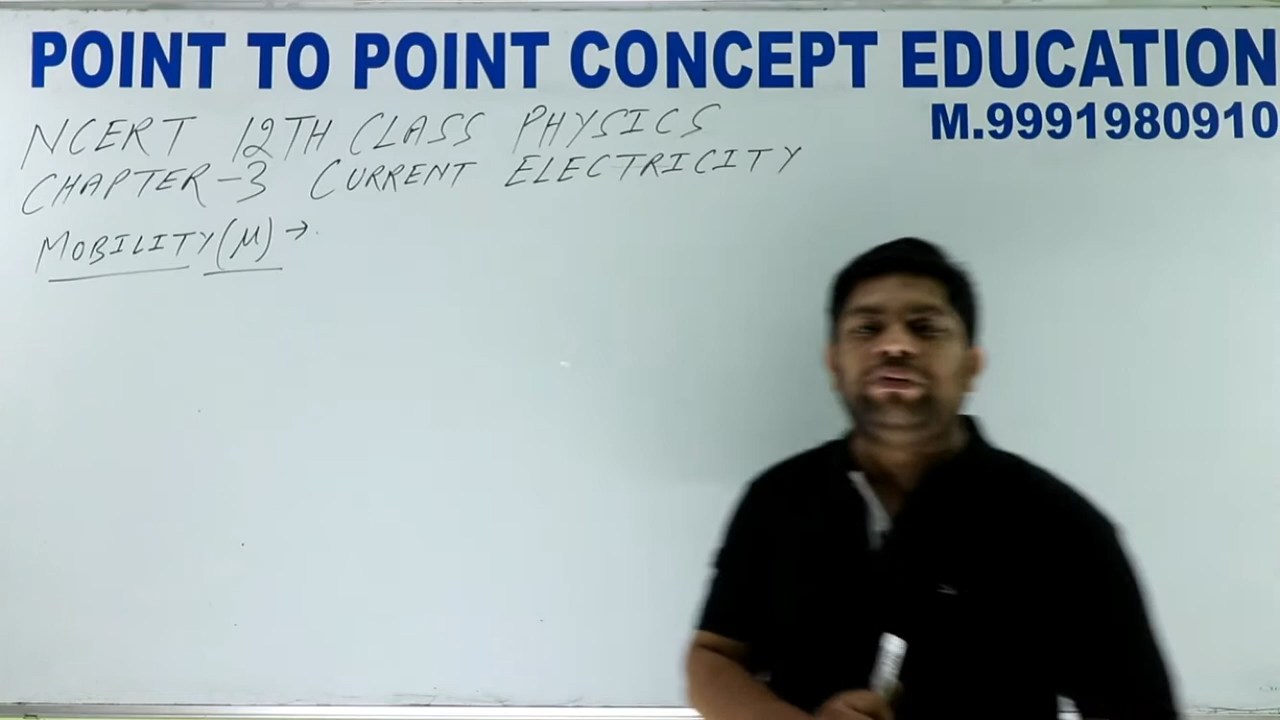 POINT TO POINT CONCEPT EDUCATION
M.9991980910
NCERT 12TH CLASS PHYSICS
CHAPTER-3 CURRENT ELECTRICITY
MOBILITY (μ) →